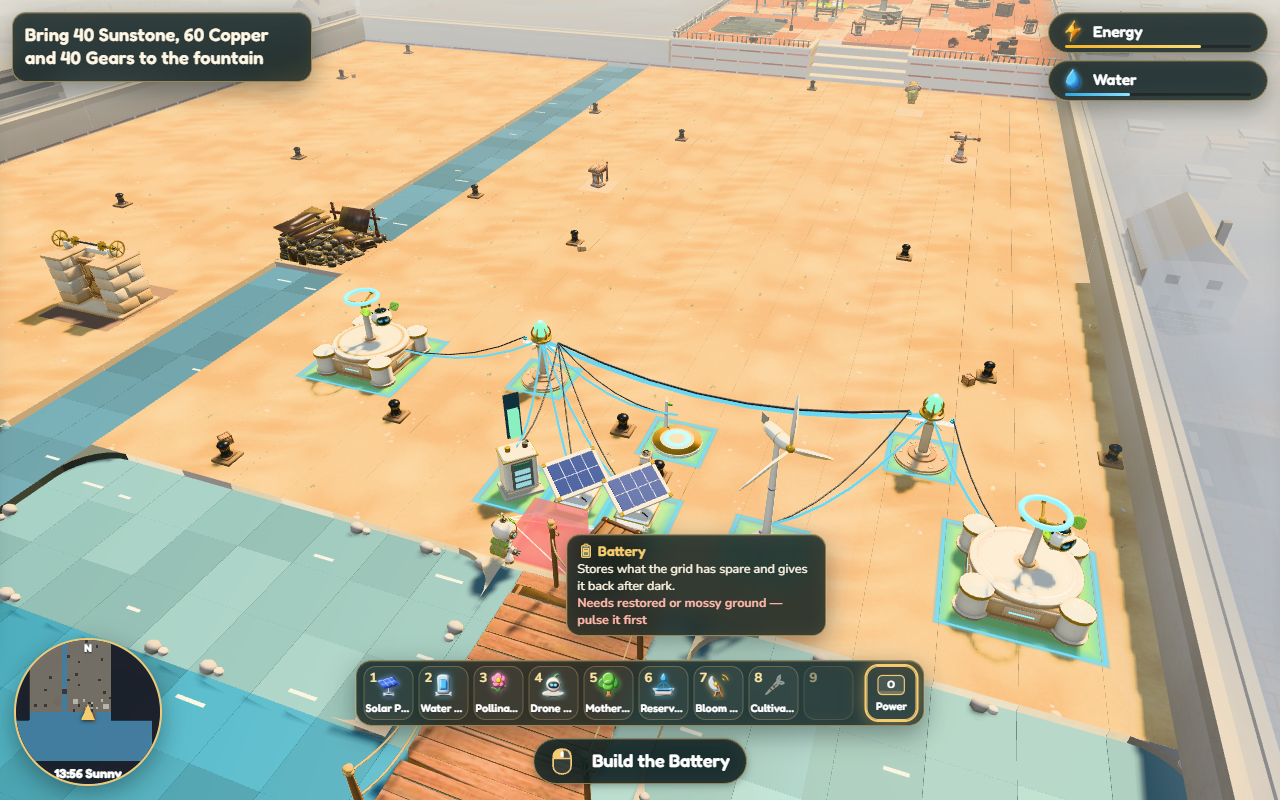 Bring 40 Sunstone, 60 Copper
and 40 Gears to the fountain
Energy
Water
Battery
Stores what the grid has spare and gives
it back after dark.
Needs restored or mossy ground —
pulse it first
N
13:56 Sunny
1 2 3 4 5 6 7 8 9 0
Solar P... Water ... Pollina... Drone ... Mother... Reserv... Bloom ... Cultiva... Power
Build the Battery